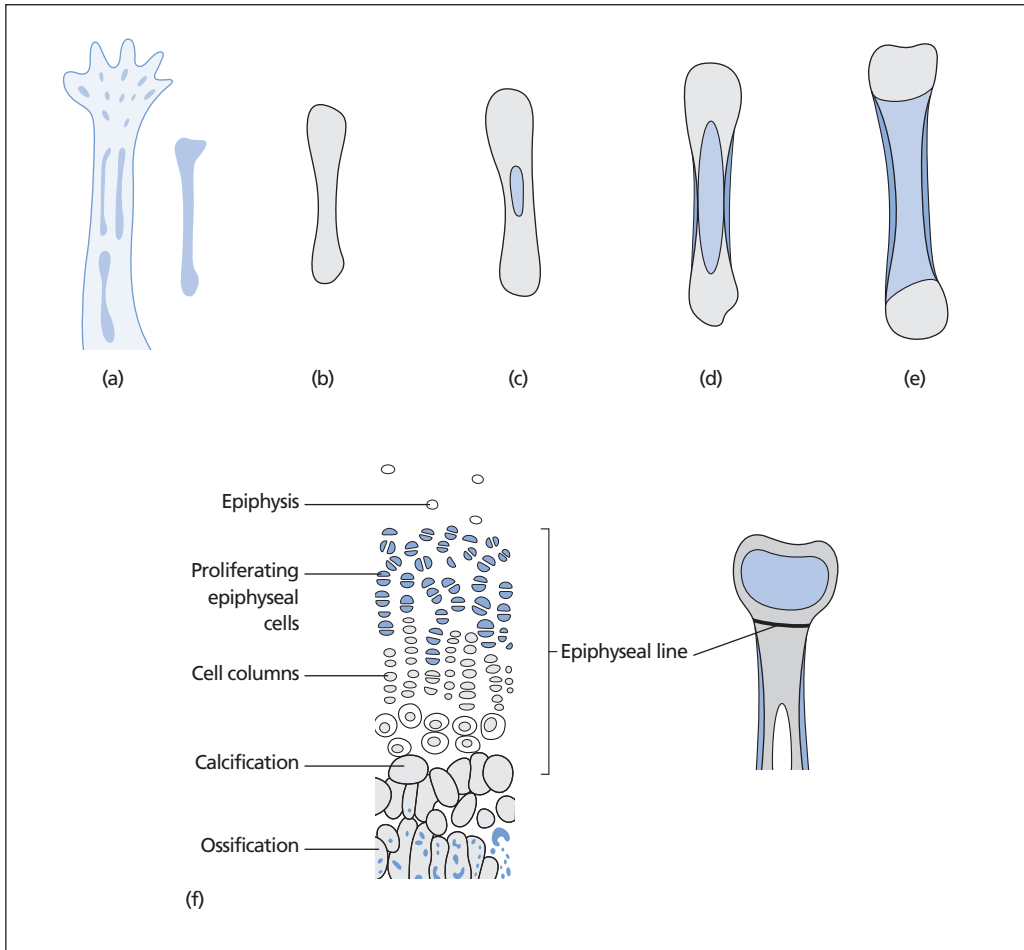 (a)
(b)
(c)
(d)
(e)
Epiphysis
Proliferating
epiphyseal
cells
Epiphyseal line
Cell columns
Calcification
Ossification
(f)